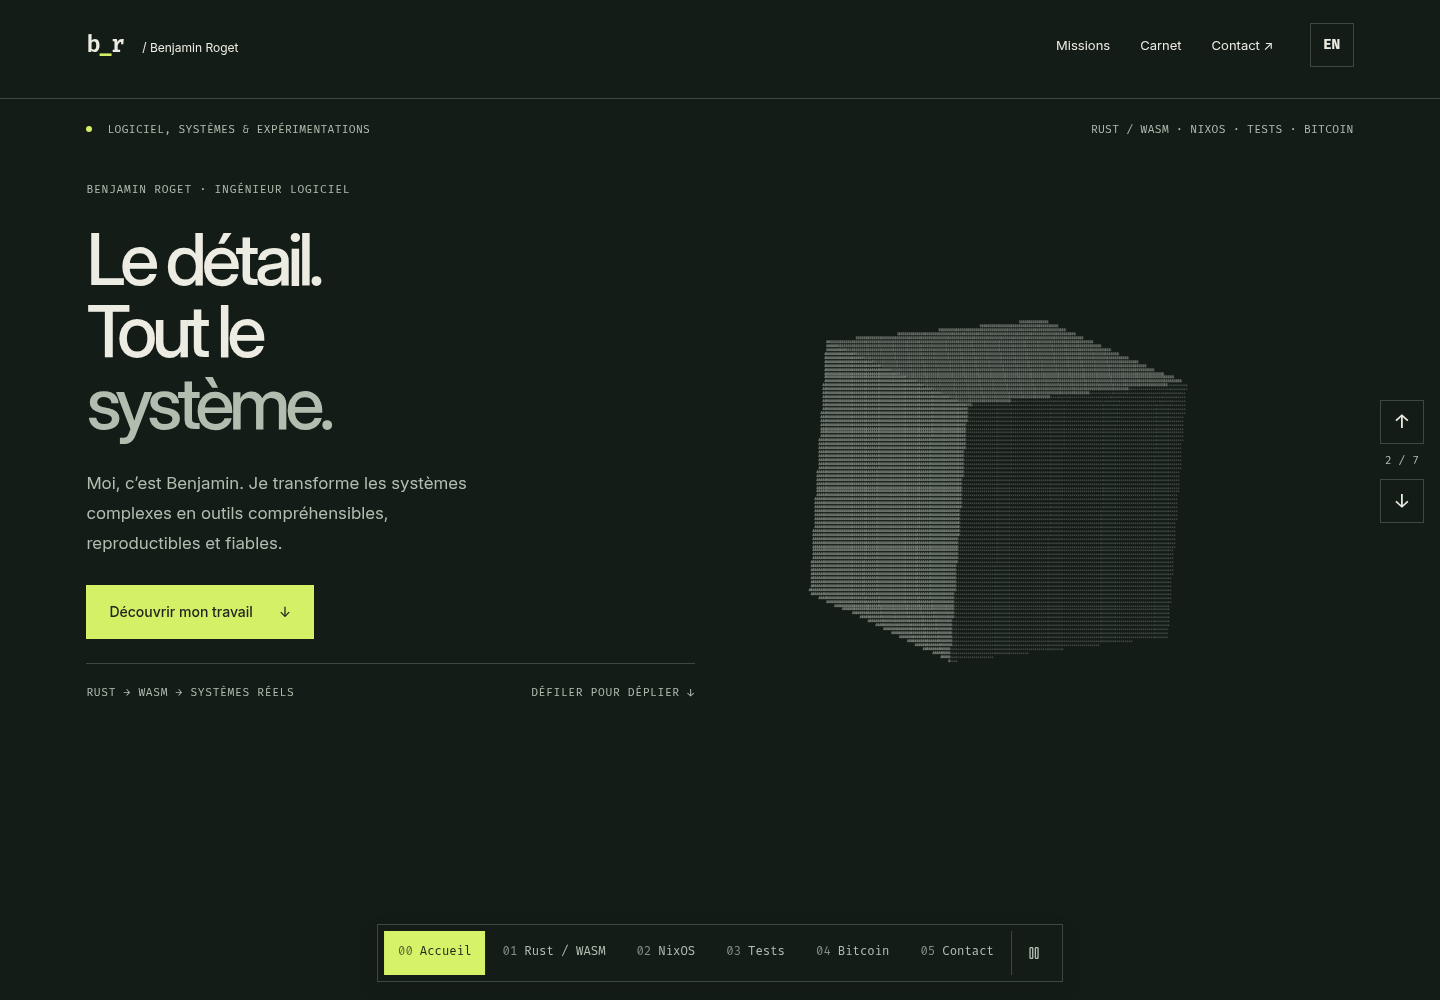 b_r / Benjamin Roget
Missions Carnet Contact ↗ EN
LOGICIEL, SYSTÈMES & EXPÉRIMENTATIONS
RUST / WASM · NIXOS · TESTS · BITCOIN
BENJAMIN ROGET · INGÉNIEUR LOGICIEL
Le détail.
Tout le
système.
Moi, c’est Benjamin. Je transforme les systèmes
complexes en outils compréhensibles,
reproductibles et fiables.
Découvrir mon travail ↓
RUST → WASM → SYSTÈMES RÉELS
DÉFILER POUR DÉPLIER ↓
↑
2 / 7
↓
00 Accueil 01 Rust / WASM 02 NixOS 03 Tests 04 Bitcoin 05 Contact